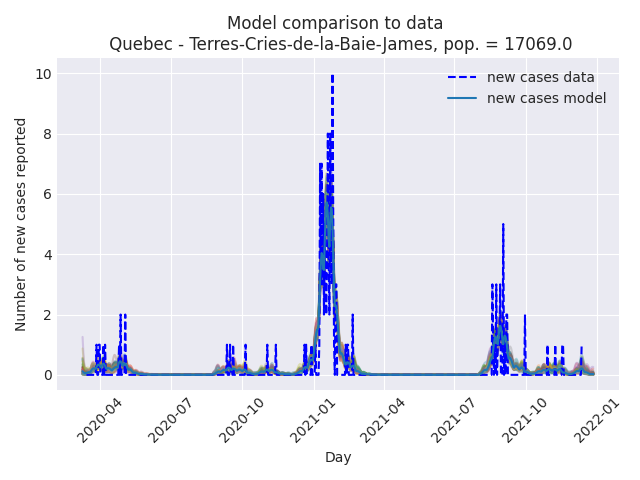 Model comparison to data
Quebec - Terres-Cries-de-la-Baie-James, pop. = 17069.0
new cases data
new cases model
Number of new cases reported
10
8
6
4
2
0
2020-04
2020-07
2020-10
2021-01
2021-04
2021-07
2021-10
2022-01
Day